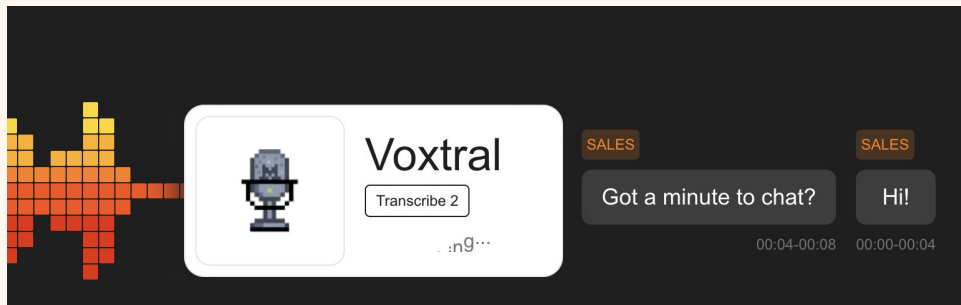 Voxtral
Transcribe 2
SALES
Got a minute to chat?
00:04-00:08
SALES
Hi!
00:00-00:04